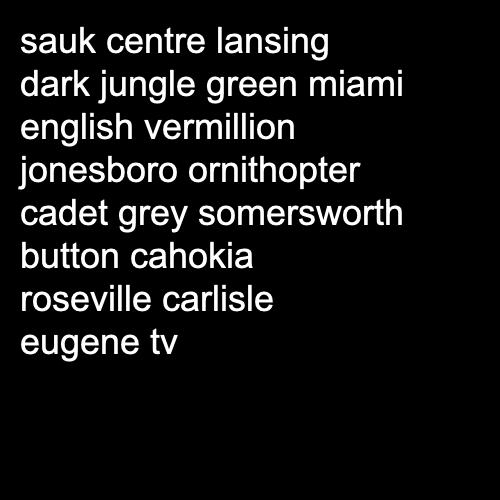 sauk centre lansing
dark jungle green miami
english vermillion
jonesboro ornithopter
cadet grey somersworth
button cahokia
roseville carlisle
eugene tv